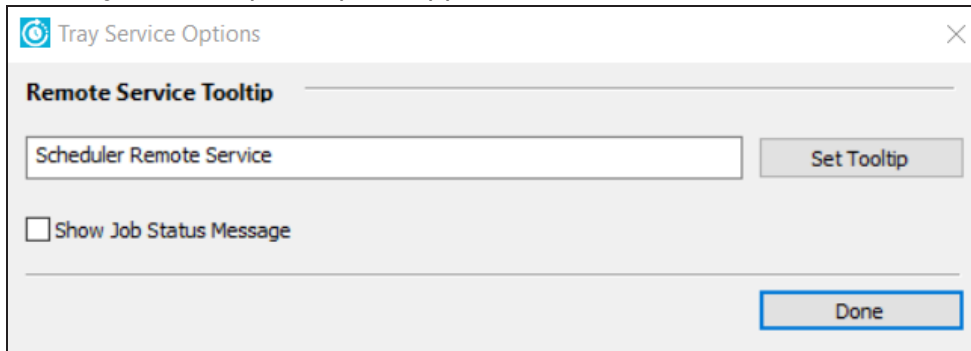 Tray Service Options
Remote Service Tooltip
Scheduler Remote Service
Set Tooltip
Show Job Status Message
Done